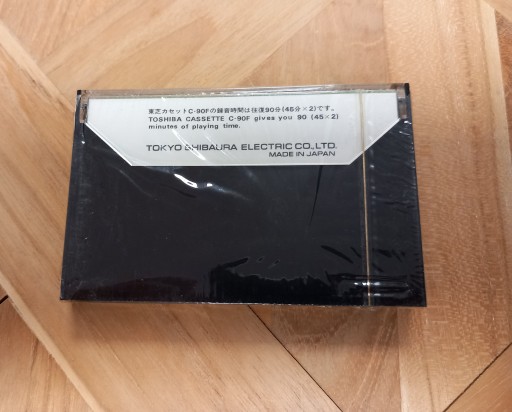 東芝カセットC-90Fの録音時間は往復90分(45分×2)です。
TOSHIBA CASSETTE C-90F gives you 90 (45×2)
minutes of playing time.
TOKYO SHIBAURA ELECTRIC CO.,LTD.
MADE IN JAPAN